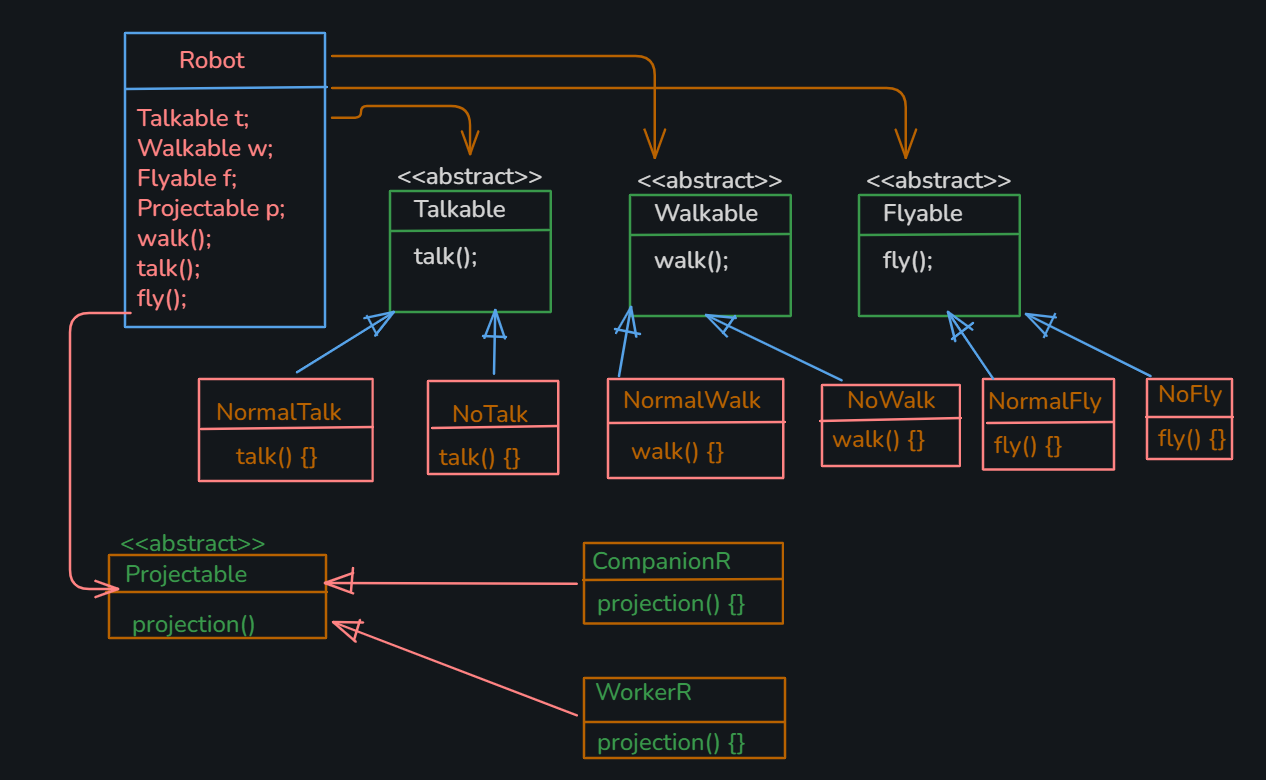 Robot
Talkable t;
Walkable w;
Flyable f;
Projectable p;
walk();
talk();
fly();
<<abstract>>
Talkable
talk();
<<abstract>>
Walkable
walk();
<<abstract>>
Flyable
fly();
NormalTalk
talk() {}
NoTalk
talk() {}
NormalWalk
walk() {}
NoWalk
walk() {}
NormalFly
fly() {}
NoFly
fly() {}
<<abstract>>
Projectable
projection()
CompanionR
projection() {}
WorkerR
projection() {}